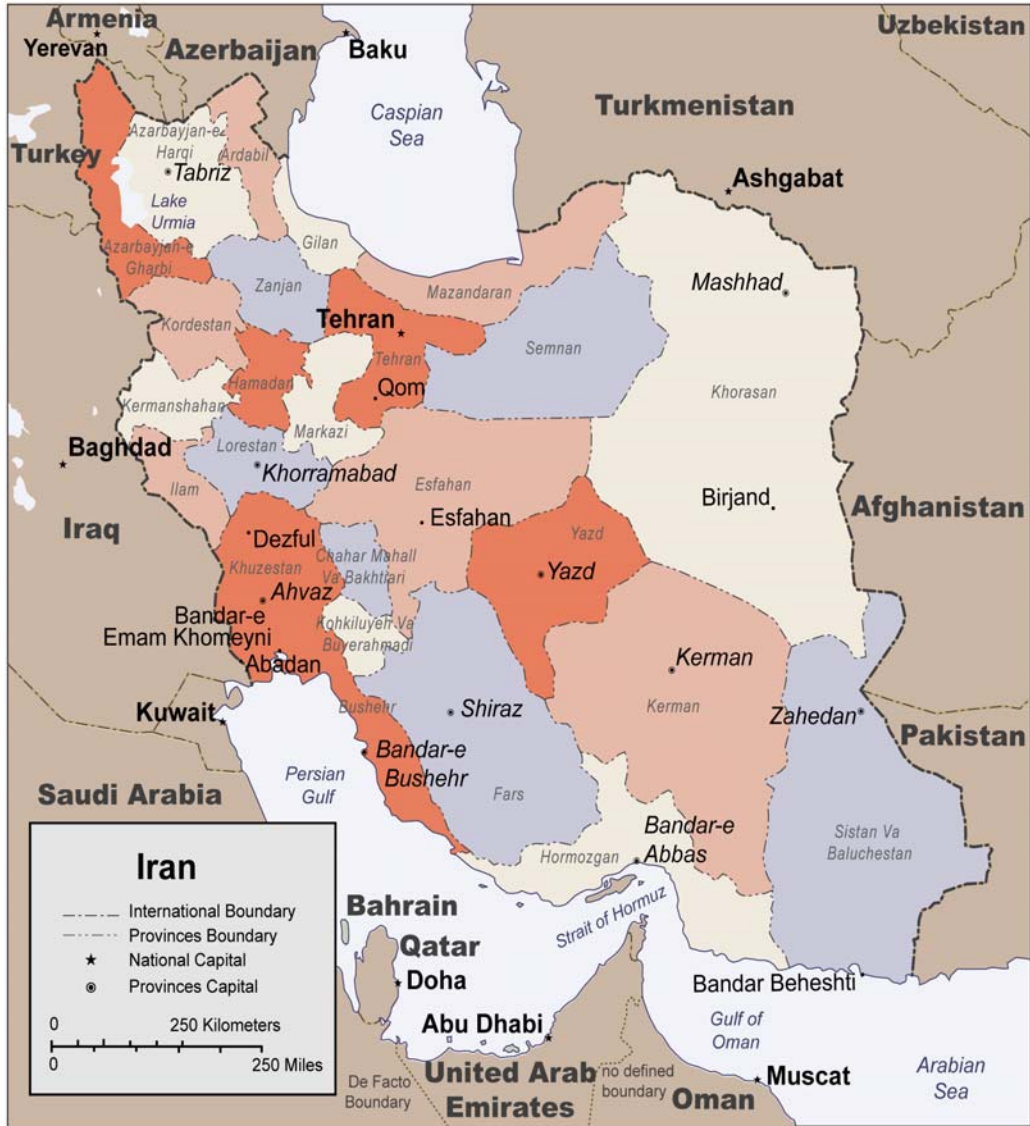 Armenia
Yerevan
Azerbaijan
Baku
Uzbekistan
Caspian
Sea
Turkmenistan
Turkey
Azarbayjan-e
Harqi
Tabriz
Ardabil
Ashgabat
Lake
Urmia
Gilan
Azarbayjan-e
Gharbi
Zanjan
Mazandaran
Mashhad
Kordestan
Tehran
Semnan
Tehran
Hamadan
Qom
Khorasan
Kermanshahan
Markazi
Baghdad
Lorestan
Khorramabad
Ilam
Esfahan
Birjand
Afghanistan
Iraq
Esfahan
Dezful
Yazd
Chahar Mahall
Va Bakhtiari
Khuzestan
Yazd
Ahvaz
Bandar-e
Emam Khomeyni
Kohkiluyeh Va
Buyerahmadi
Abadan
Kerman
Kuwait
Bushehr
Shiraz
Kerman
Zahedan
Pakistan
Bandar-e
Bushehr
Persian
Gulf
Saudi Arabia
Fars
Bandar-e
Abbas
Sistan Va
Baluchestan
Hormozgan
Iran
International Boundary
Provinces Boundary
National Capital
Provinces Capital
0 250 Kilometers
0 250 Miles
Bahrain
Strait of Hormuz
Qatar
Doha
Bandar Beheshti
Abu Dhabi
Gulf of
Oman
Arabian
Sea
De Facto
Boundary
United Arab
Emirates
no defined
boundary
Oman
Muscat